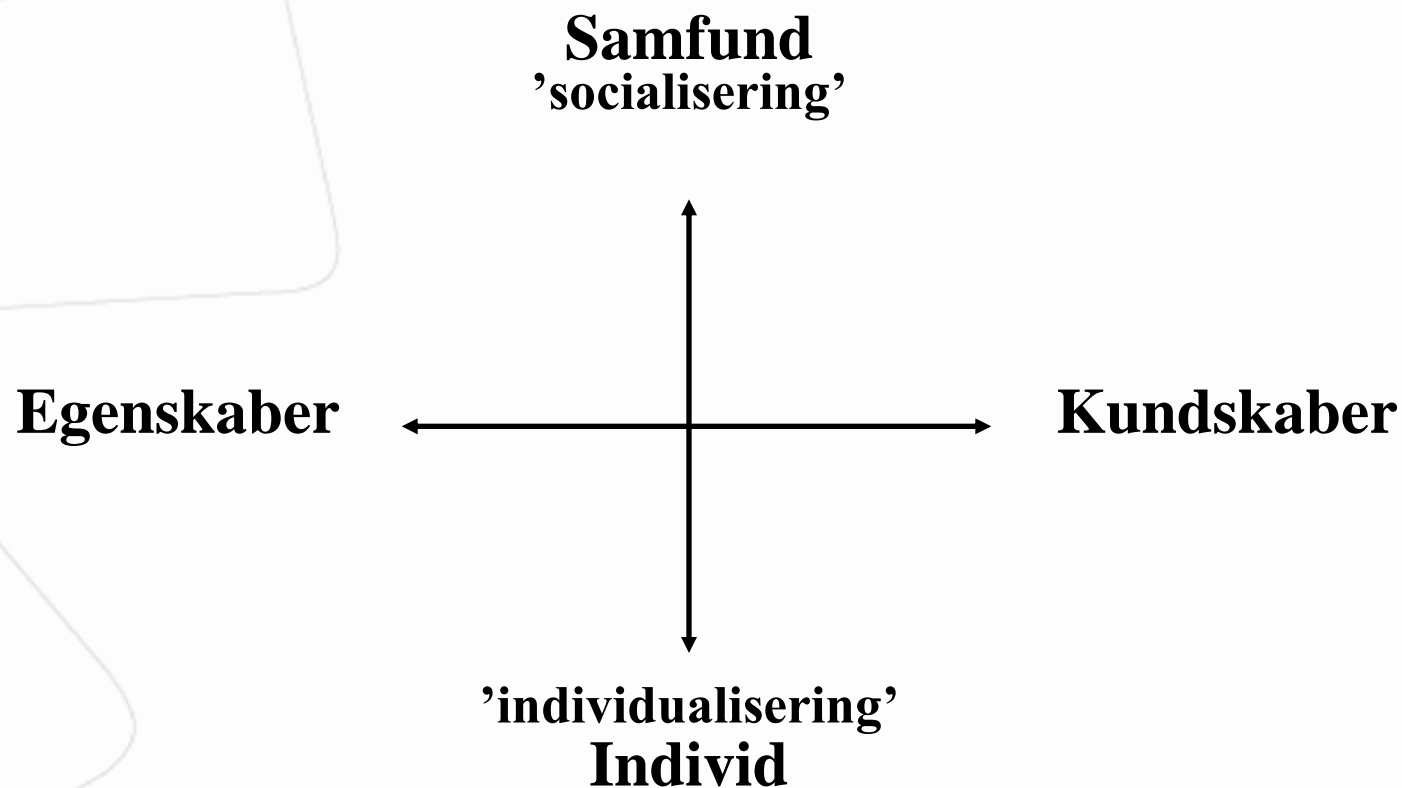 Samfund
’socialisering’
Egenskaber
Kundskaber
’individualisering’
Individ